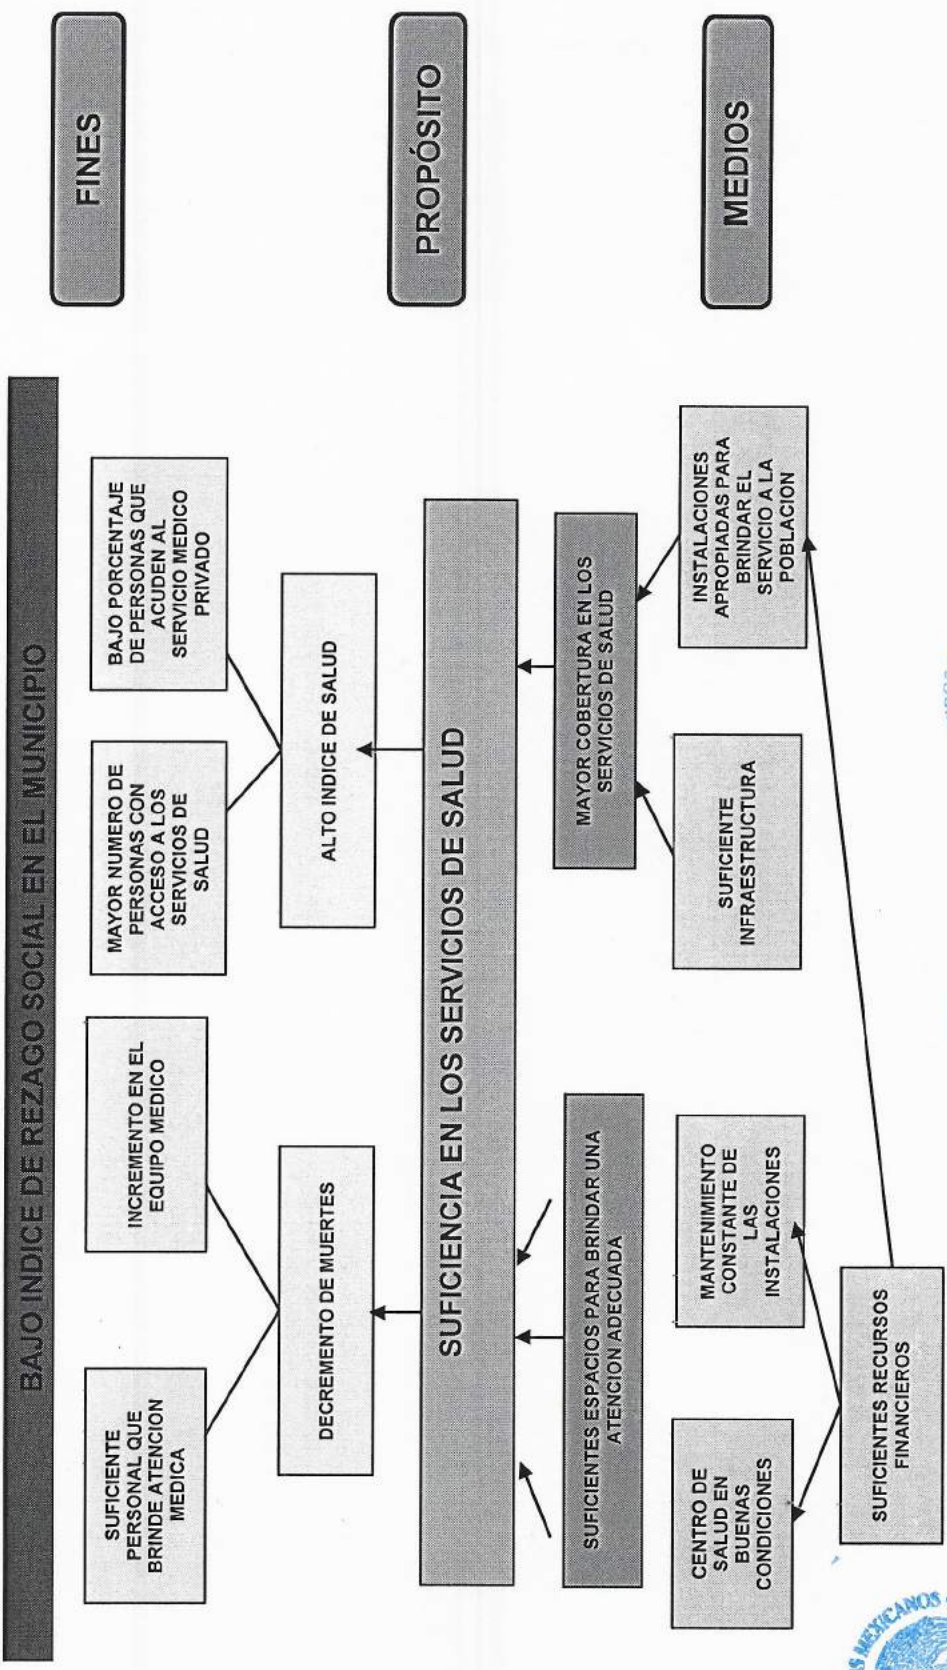 BAJO INDICE DE REZAGO SOCIAL EN EL MUNICIPIO
FINES
SUFICIENTE
PERSONAL QUE
BRINDE ATENCION
MEDICA
INCREMENTO EN EL
EQUIPO MEDICO
MAYOR NUMERO DE
PERSONAS CON
ACCESO A LOS
SERVICIOS DE
SALUD
BAJO PORCENTAJE
DE PERSONAS QUE
ACUDEN AL
SERVICIO MEDICO
PRIVADO
DECREMENTO DE MUERTES
ALTO INDICE DE SALUD
SUFICIENCIA EN LOS SERVICIOS DE SALUD
PROPÓSITO
SUFICIENTES ESPACIOS PARA BRINDAR UNA
ATENCION ADECUADA
MAYOR COBERTURA EN LOS
SERVICIOS DE SALUD
CENTRO DE
SALUD EN
BUENAS
CONDICIONES
MANTENIMIENTO
CONSTANTE DE
LAS
INSTALACIONES
SUFICIENTE
INFRAESTRUCTURA
INSTALACIONES
APROPIADAS PARA
BRINDAR EL
SERVICIO A LA
POBLACION
MEDIOS
SUFICIENTES RECURSOS
FINANCIEROS
MEXICANOS